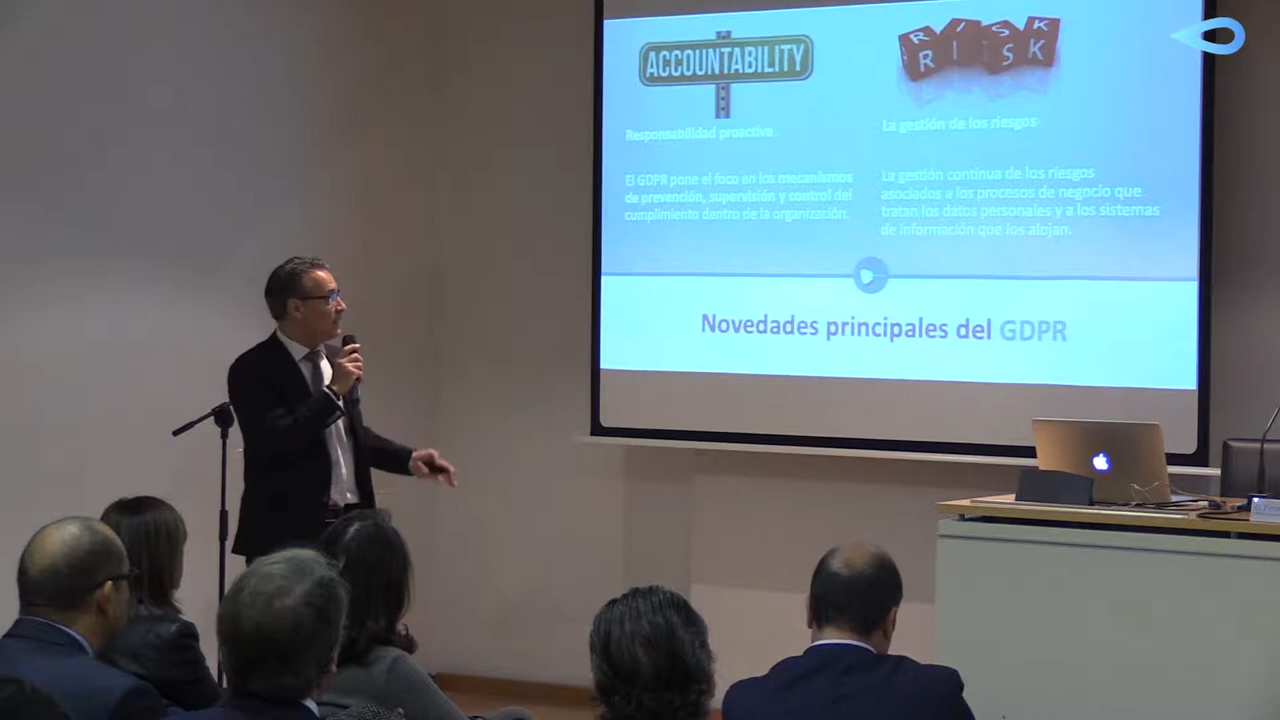 ACCOUNTABILITY
RISK
RISK
Responsabilidad proactiva
La gestión de los riesgos
El GDPR pone el foco en los mecanismos
de prevención, supervisión y control del
cumplimiento dentro de la organización.
La gestión continua de los riesgos
asociados a los procesos de negocio que
tratan los datos personales y a los sistemas
de información que los alojan.
Novedades principales del GDPR